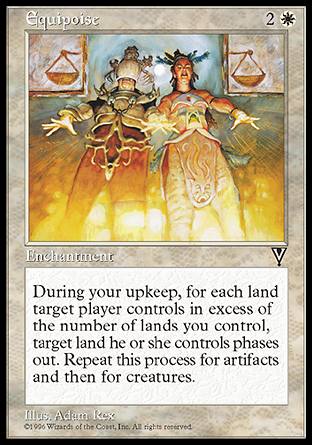 Equipoise 2
Enchantment
During your upkeep, for each land
target player controls in excess of
the number of lands you control,
target land he or she controls phases
out. Repeat this process for artifacts
and then for creatures.
Illus. Adam Rex
©1996 Wizards of the Coast, Inc. All rights reserved.